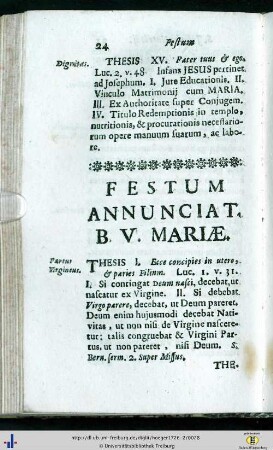 24 Festum
Dignitas. THESIS XV. Pater tuus & ego.
Luc. 2. v. 48. Infans JESUS pertinet
ad Josephum. I. Jure Educationis. II.
Vinculo Matrimonij cum MARIA.
III. Ex Authoritate super Conjugem.
IV. Titulo Redemptionis in templo,
nutritionis, & procurationis necessario-
rum opere manuum suarum, ac labo-
re.
FESTUM
ANNUNCIAT.
B. V. MARIÆ.
Partus Virgineus. THESIS I. Ecce concipies in utero,
& paries Filium. Luc. 1. v. 31.
I. Si contingat Deum nasci, decebat, ut
nascatur ex Virgine. II. Si debebat
Virgo parere, decebat, ut Deum pareret.
Deum enim hujusmodi decebat Nati-
vitas, ut non nisi de Virgine nascere-
tur; talis congruebat & Virgini Par-
tus, ut non pareret, nisi Deum. S.
Bern. serm. 2. super Missus.
THE-
© Universitätsbibliothek Freiburg